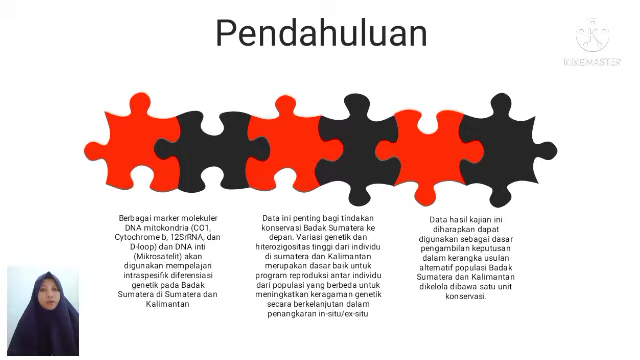 Pendahuluan
KINEMASTER
Berbagai marker molekuler
DNA mitokondria (CO1,
Cytochrome b, 12SrRNA, dan
D-loop) dan DNA inti
(Mikrosatelit) akan
digunakan mempelajan
intraspesifik diferensiasi
genetik pada Badak
Sumatera di Sumatera dan
Kalimantan
Data ini penting bagi tindakan
konservasi Badak Sumatera ke
depan. Variasi genetik dan
hiterozigositas tinggi dari individu
di sumatera dan Kalimantan
merupakan dasar baik untuk
program reproduksi antar individu
dari populasi yang berbeda untuk
meningkatkan keragaman genetik
secara berkelanjutan dalam
penangkaran in-situ/ex-situ
Data hasil kajian ini
diharapkan dapat
digunakan sebagai dasar
pengambilan keputusan
dalam kerangka usulan
alternatif populasi Badak
Sumatera dan Kalimantan
dikelola dibawa satu unit
konservasi.